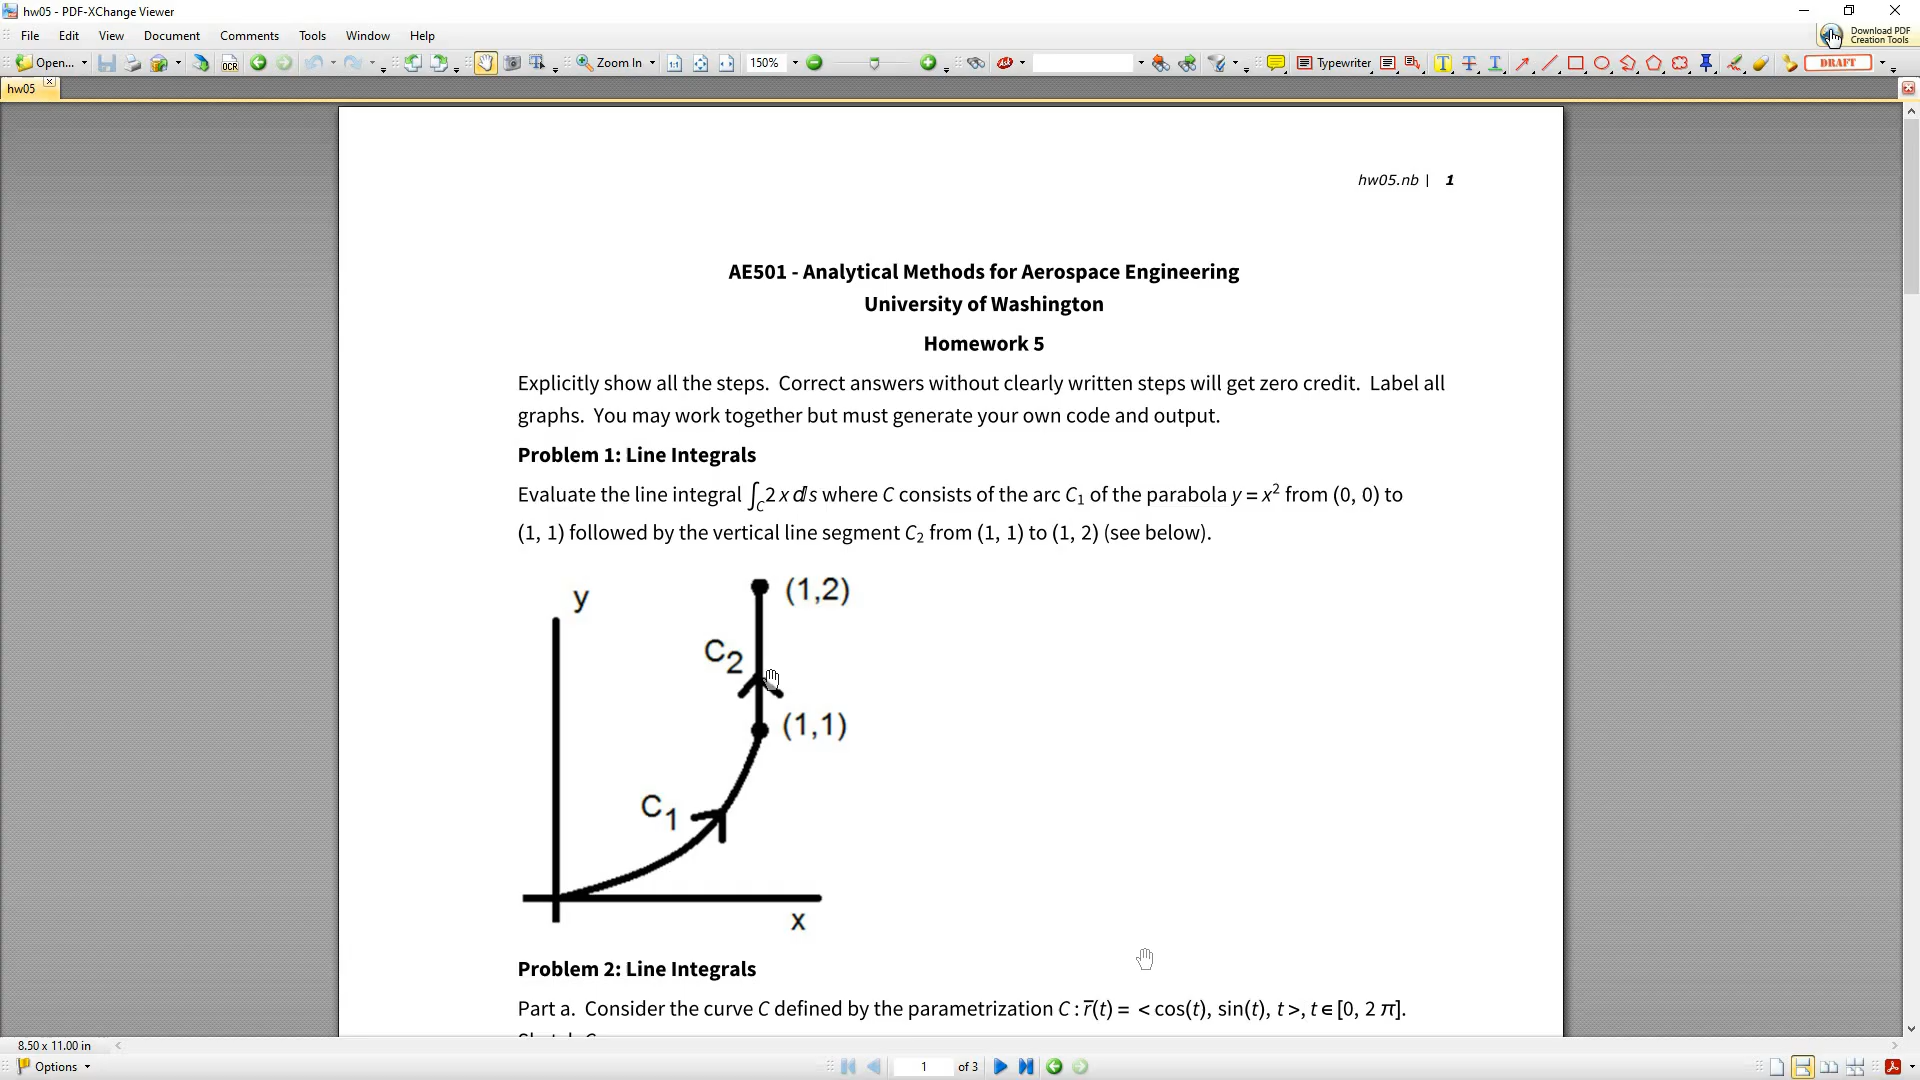 hw05 - PDF-XChange Viewer
File Edit View Document Comments Tools Window Help
Download PDF
Creation Tools
Open... OCR Zoom In 1:1 150% Typewriter DRAFT
hw05
hw05.nb | 1
AE501 - Analytical Methods for Aerospace Engineering
University of Washington
Homework 5
Explicitly show all the steps. Correct answers without clearly written steps will get zero credit. Label all
graphs. You may work together but must generate your own code and output.
Problem 1: Line Integrals
Evaluate the line integral ∫_C 2 x ⅆs where C consists of the arc C₁ of the parabola y = x² from (0, 0) to
(1, 1) followed by the vertical line segment C₂ from (1, 1) to (1, 2) (see below).
y
(1,2)
C₂
(1,1)
C₁
x
Problem 2: Line Integrals
Part a. Consider the curve C defined by the parametrization C : r̅(t) = < cos(t), sin(t), t >, t ∈ [0, 2 π].
8.50 x 11.00 in
Options 1 of 3